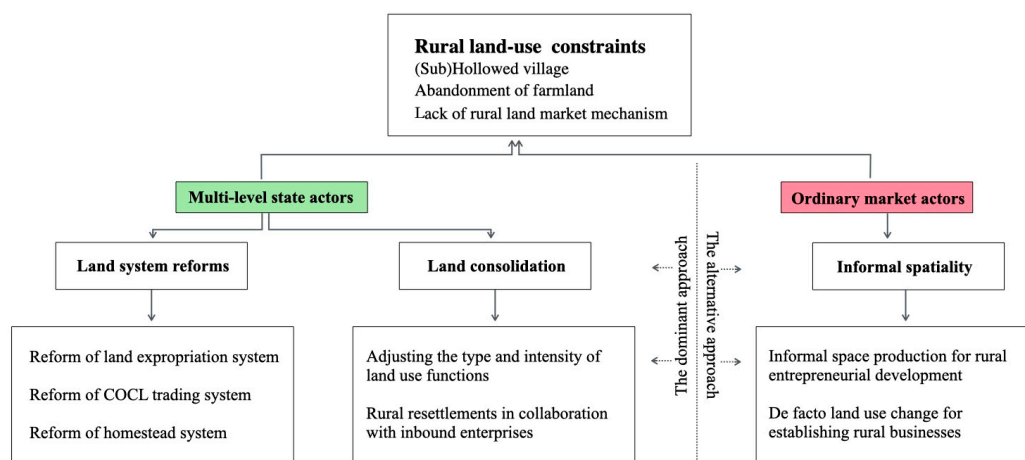 Rural land-use constraints
(Sub)Hollowed village
Abandonment of farmland
Lack of rural land market mechanism
Multi-level state actors
Ordinary market actors
Land system reforms
Land consolidation
The dominant approach
The alternative approach
Informal spatiality
Reform of land expropriation system
Reform of COCL trading system
Reform of homestead system
Adjusting the type and intensity of
land use functions
Rural resettlements in collaboration
with inbound enterprises
Informal space production for rural
entrepreneurial development
De facto land use change for
establishing rural businesses